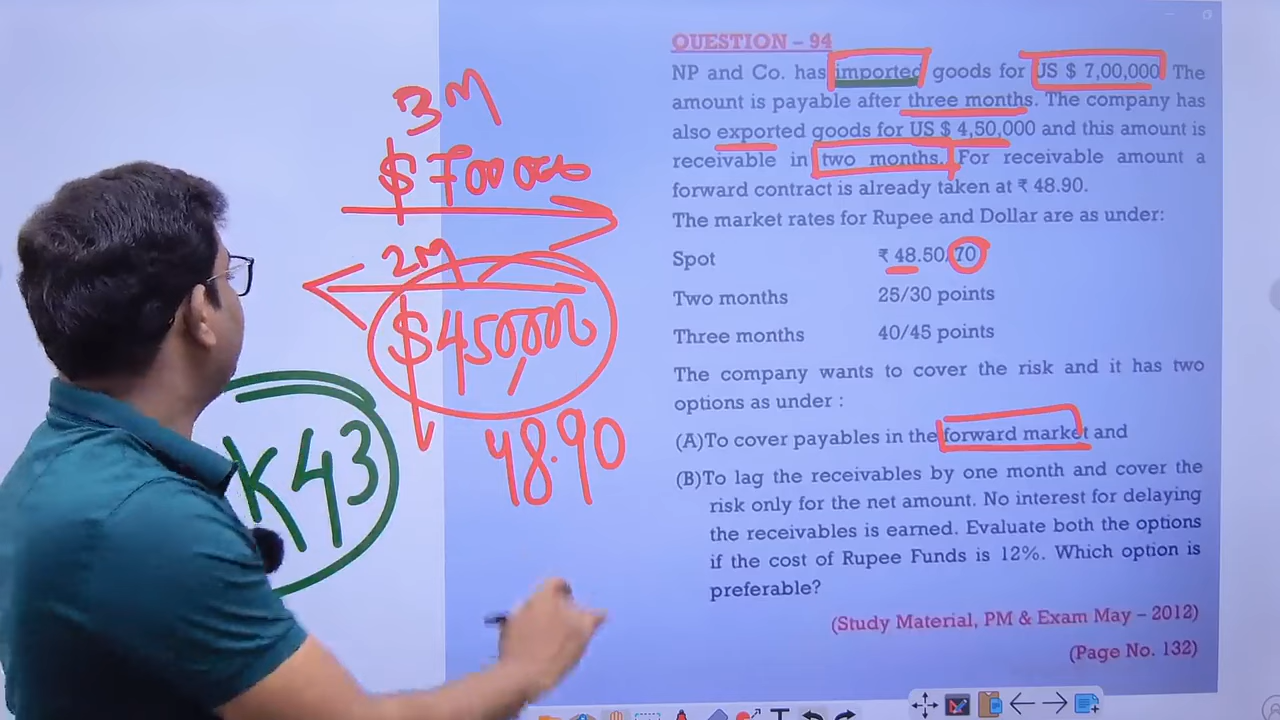 QUESTION – 94
NP and Co. has imported goods for US $ 7,00,000 The
amount is payable after three months. The company has
also exported goods for US $ 4,50,000 and this amount is
receivable in two months. For receivable amount a
forward contract is already taken at ₹ 48.90.
The market rates for Rupee and Dollar are as under:
Spot ₹ 48.50/70
Two months 25/30 points
Three months 40/45 points
The company wants to cover the risk and it has two
options as under :
(A)To cover payables in the forward market and
(B)To lag the receivables by one month and cover the
risk only for the net amount. No interest for delaying
the receivables is earned. Evaluate both the options
if the cost of Rupee Funds is 12%. Which option is
preferable?
(Study Material, PM & Exam May – 2012)
(Page No. 132)
3M
$ 700000
2M
$450,000
48.90
K43